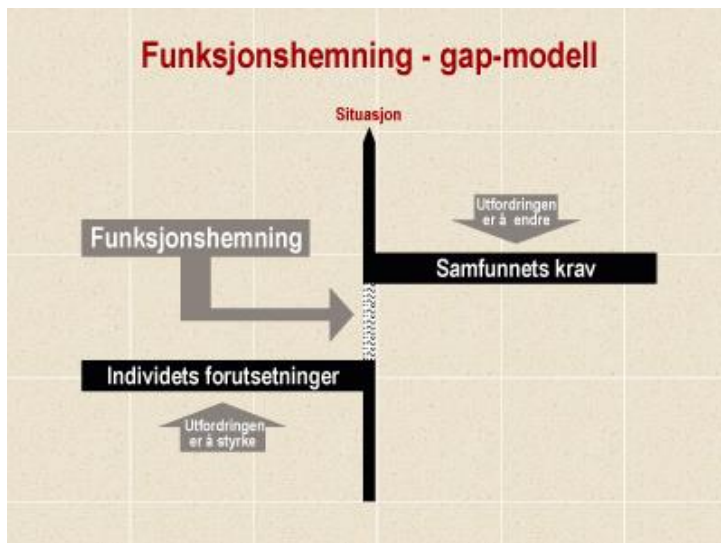 Funksjonshemning - gap-modell
Situasjon
Utfordringen
er å endre
Funksjonshemning
Samfunnets krav
Individets forutsetninger
Utfordringen
er å styrke